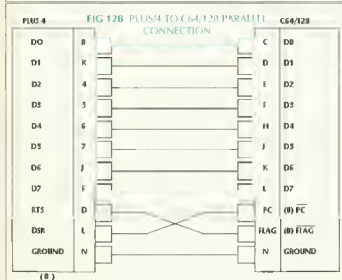 PLUS 4 FIG 12B PLUS/4 TO C64/128 PARALLEL C64/128
CONNECTION
D0 B C D0
D1 K D D1
D2 4 E D2
D3 5 F D3
D4 6 H D4
D5 7 J D5
D6 J K D6
D7 F L D7
RTS D PC (B) PC
DSR L FLAG (B) FLAG
GROUND N N GROUND
(B)